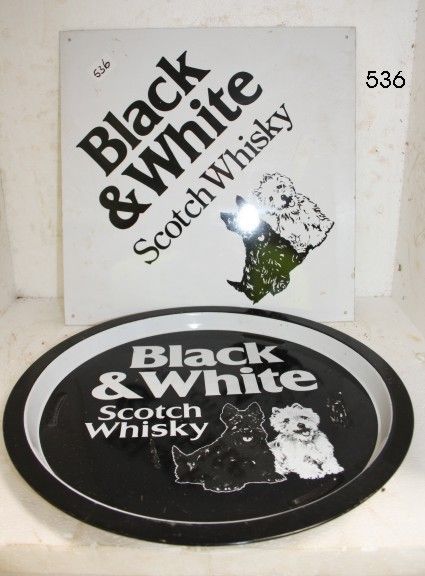 536
536
Black
& White
Scotch Whisky
Black
& White
Scotch
Whisky